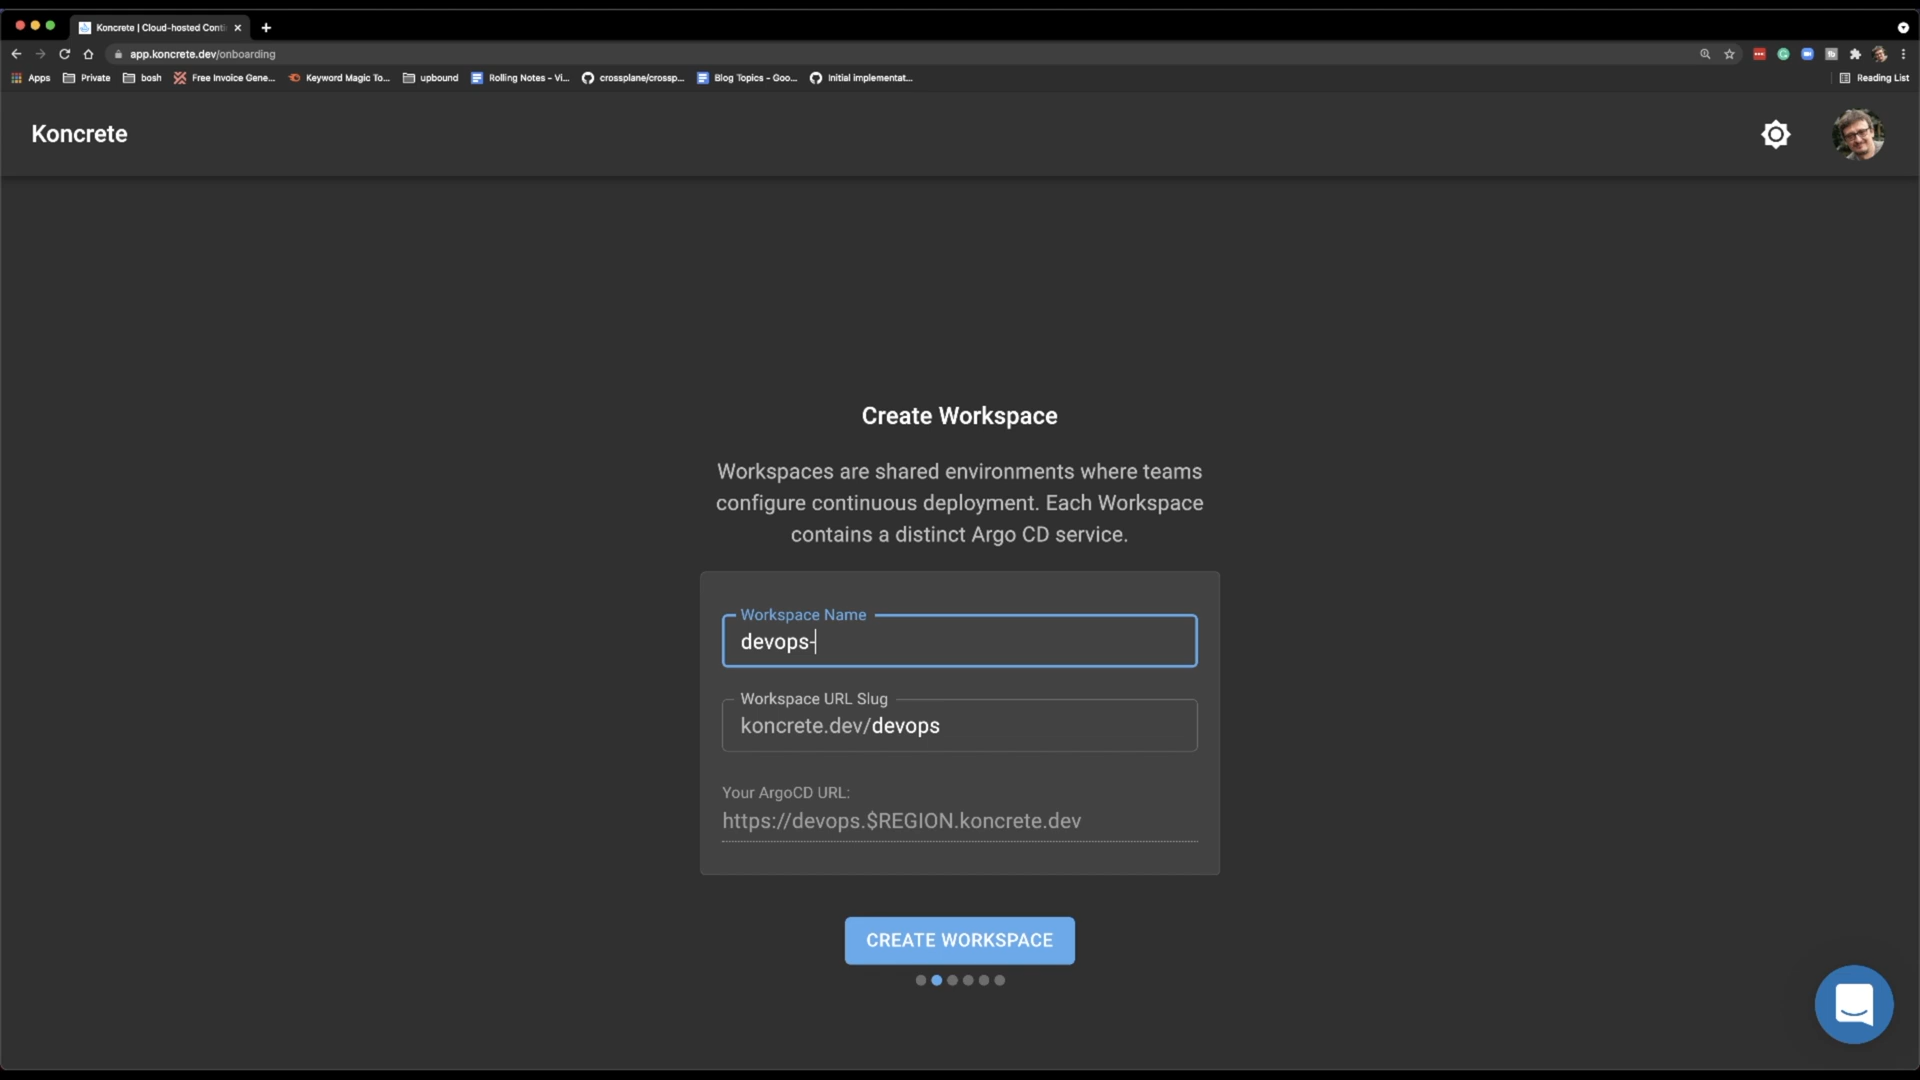 Koncrete | Cloud-hosted Conti
app.koncrete.dev/onboarding
Apps Private bosh Free Invoice Gene... Keyword Magic To... upbound Rolling Notes - Vi... crossplane/crossp... Blog Topics - Goo... Initial implementat... Reading List
Koncrete
Create Workspace
Workspaces are shared environments where teams
configure continuous deployment. Each Workspace
contains a distinct Argo CD service.
Workspace Name
devops-
Workspace URL Slug
koncrete.dev/devops
Your ArgoCD URL:
https://devops.$REGION.koncrete.dev
CREATE WORKSPACE